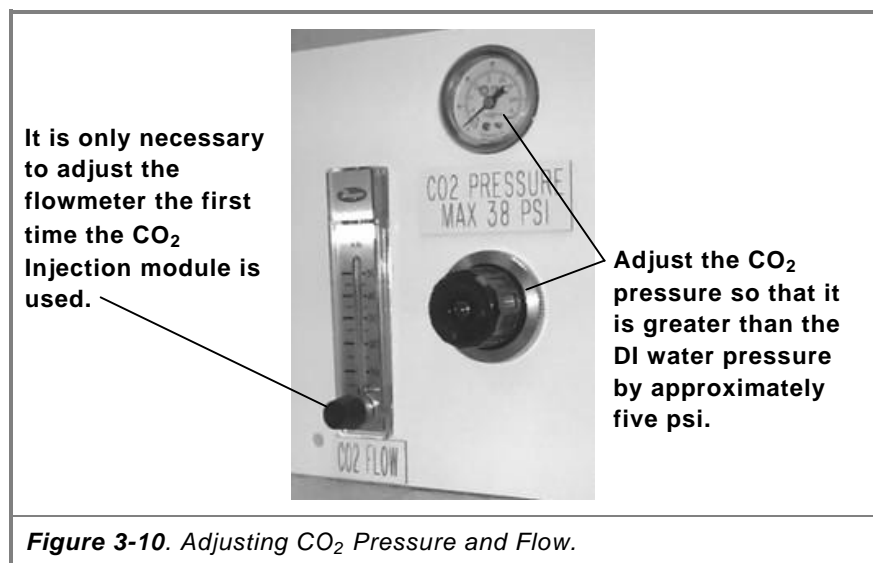 It is only necessary
to adjust the
flowmeter the first
time the CO₂
Injection module is
used.
CO2 PRESSURE
MAX 38 PSI
CO2 FLOW
Adjust the CO₂
pressure so that it
is greater than the
DI water pressure
by approximately
five psi.
Figure 3-10. Adjusting CO₂ Pressure and Flow.